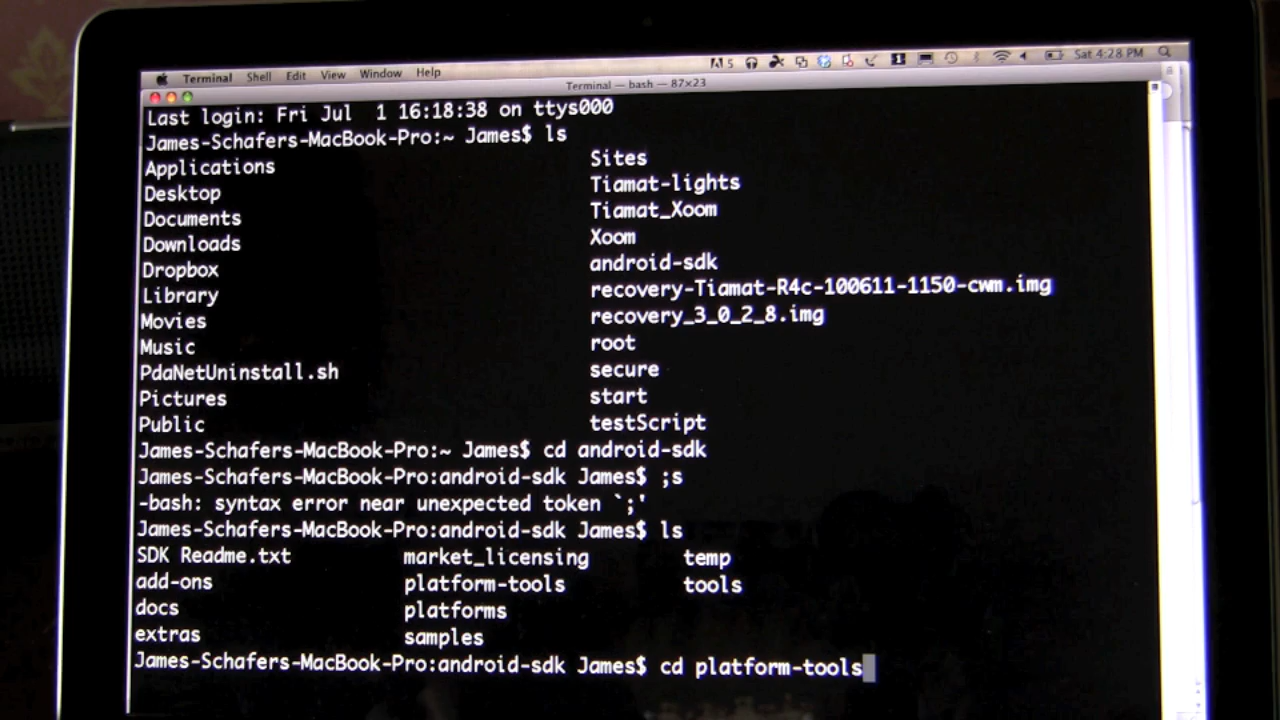 Terminal Shell Edit View Window Help 5 1 Sat 4:28 PM
Terminal — bash — 87×23
Last login: Fri Jul  1 16:18:38 on ttys000
James-Schafers-MacBook-Pro:~ James$ ls
Applications Sites
Desktop Tiamat-lights
Documents Tiamat_Xoom
Downloads Xoom
Dropbox android-sdk
Library recovery-Tiamat-R4c-100611-1150-cwm.img
Movies recovery_3_0_2_8.img
Music root
PdaNetUninstall.sh secure
Pictures start
Public testScript
James-Schafers-MacBook-Pro:~ James$ cd android-sdk
James-Schafers-MacBook-Pro:android-sdk James$ ;s
-bash: syntax error near unexpected token `;'
James-Schafers-MacBook-Pro:android-sdk James$ ls
SDK Readme.txt market_licensing temp
add-ons platform-tools tools
docs platforms
extras samples
James-Schafers-MacBook-Pro:android-sdk James$ cd platform-tools